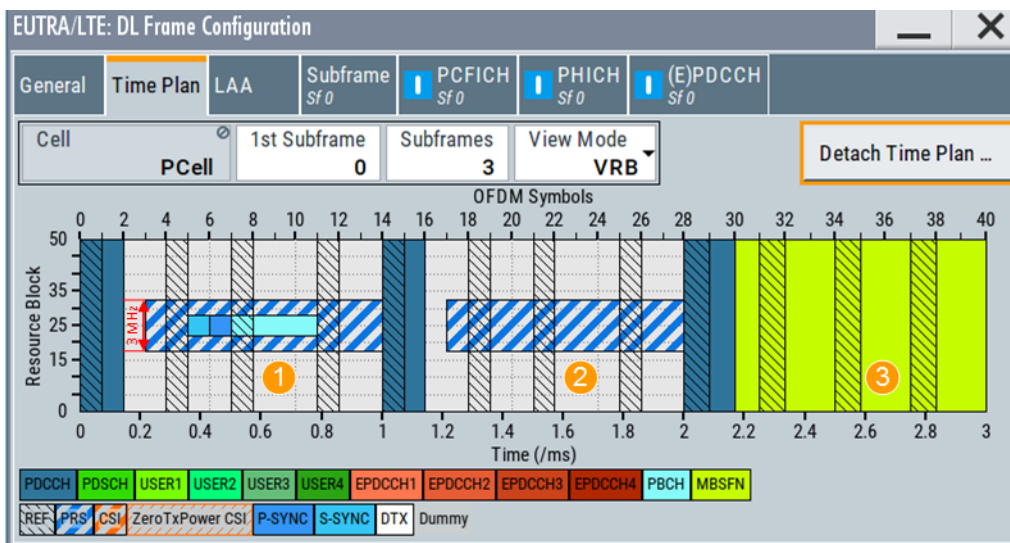 EUTRA/LTE: DL Frame Configuration
General Time Plan LAA Subframe Sf 0 PCFICH Sf 0 PHICH Sf 0 (E)PDCCH Sf 0
Cell 1st Subframe Subframes View Mode
PCell 0 3 VRB
Detach Time Plan ...
OFDM Symbols
0 2 4 6 8 10 12 14 16 18 20 22 24 26 28 30 32 34 36 38 40
Resource Block
50
35
25
15
0
3 MHz
1 2 3
0 0.2 0.4 0.6 0.8 1 1.2 1.4 1.6 1.8 2 2.2 2.4 2.6 2.8 3
Time (/ms)
PDCCH PDSCH USER1 USER2 USER3 USER4 EPDCCH1 EPDCCH2 EPDCCH3 EPDCCH4 PBCH MBSFN
REF PRS CSI ZeroTxPower CSI P-SYNC S-SYNC DTX Dummy